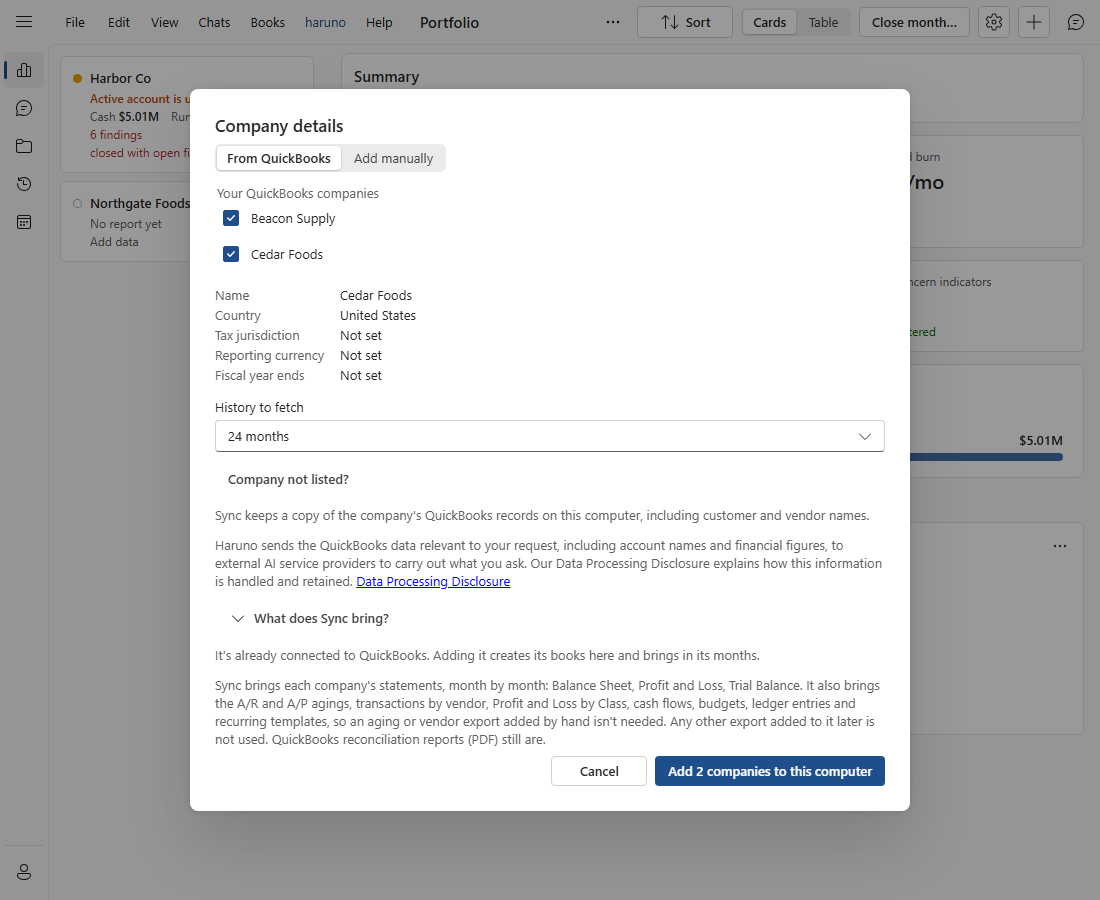 File Edit View Chats Books haruno Help Portfolio ... Sort Cards Table Close month...
Harbor Co
Active account is u
Cash $5.01M Run
6 findings
closed with open fi
Northgate Foods
No report yet
Add data
Summary
burn
/mo
ncern indicators
tered
$5.01M
Company details
From QuickBooks Add manually
Your QuickBooks companies
Beacon Supply
Cedar Foods
Name Cedar Foods
Country United States
Tax jurisdiction Not set
Reporting currency Not set
Fiscal year ends Not set
History to fetch
24 months
Company not listed?
Sync keeps a copy of the company's QuickBooks records on this computer, including customer and vendor names.
Haruno sends the QuickBooks data relevant to your request, including account names and financial figures, to
external AI service providers to carry out what you ask. Our Data Processing Disclosure explains how this information
is handled and retained. Data Processing Disclosure
What does Sync bring?
It's already connected to QuickBooks. Adding it creates its books here and brings in its months.
Sync brings each company's statements, month by month: Balance Sheet, Profit and Loss, Trial Balance. It also brings
the A/R and A/P agings, transactions by vendor, Profit and Loss by Class, cash flows, budgets, ledger entries and
recurring templates, so an aging or vendor export added by hand isn't needed. Any other export added to it later is
not used. QuickBooks reconciliation reports (PDF) still are.
Cancel Add 2 companies to this computer